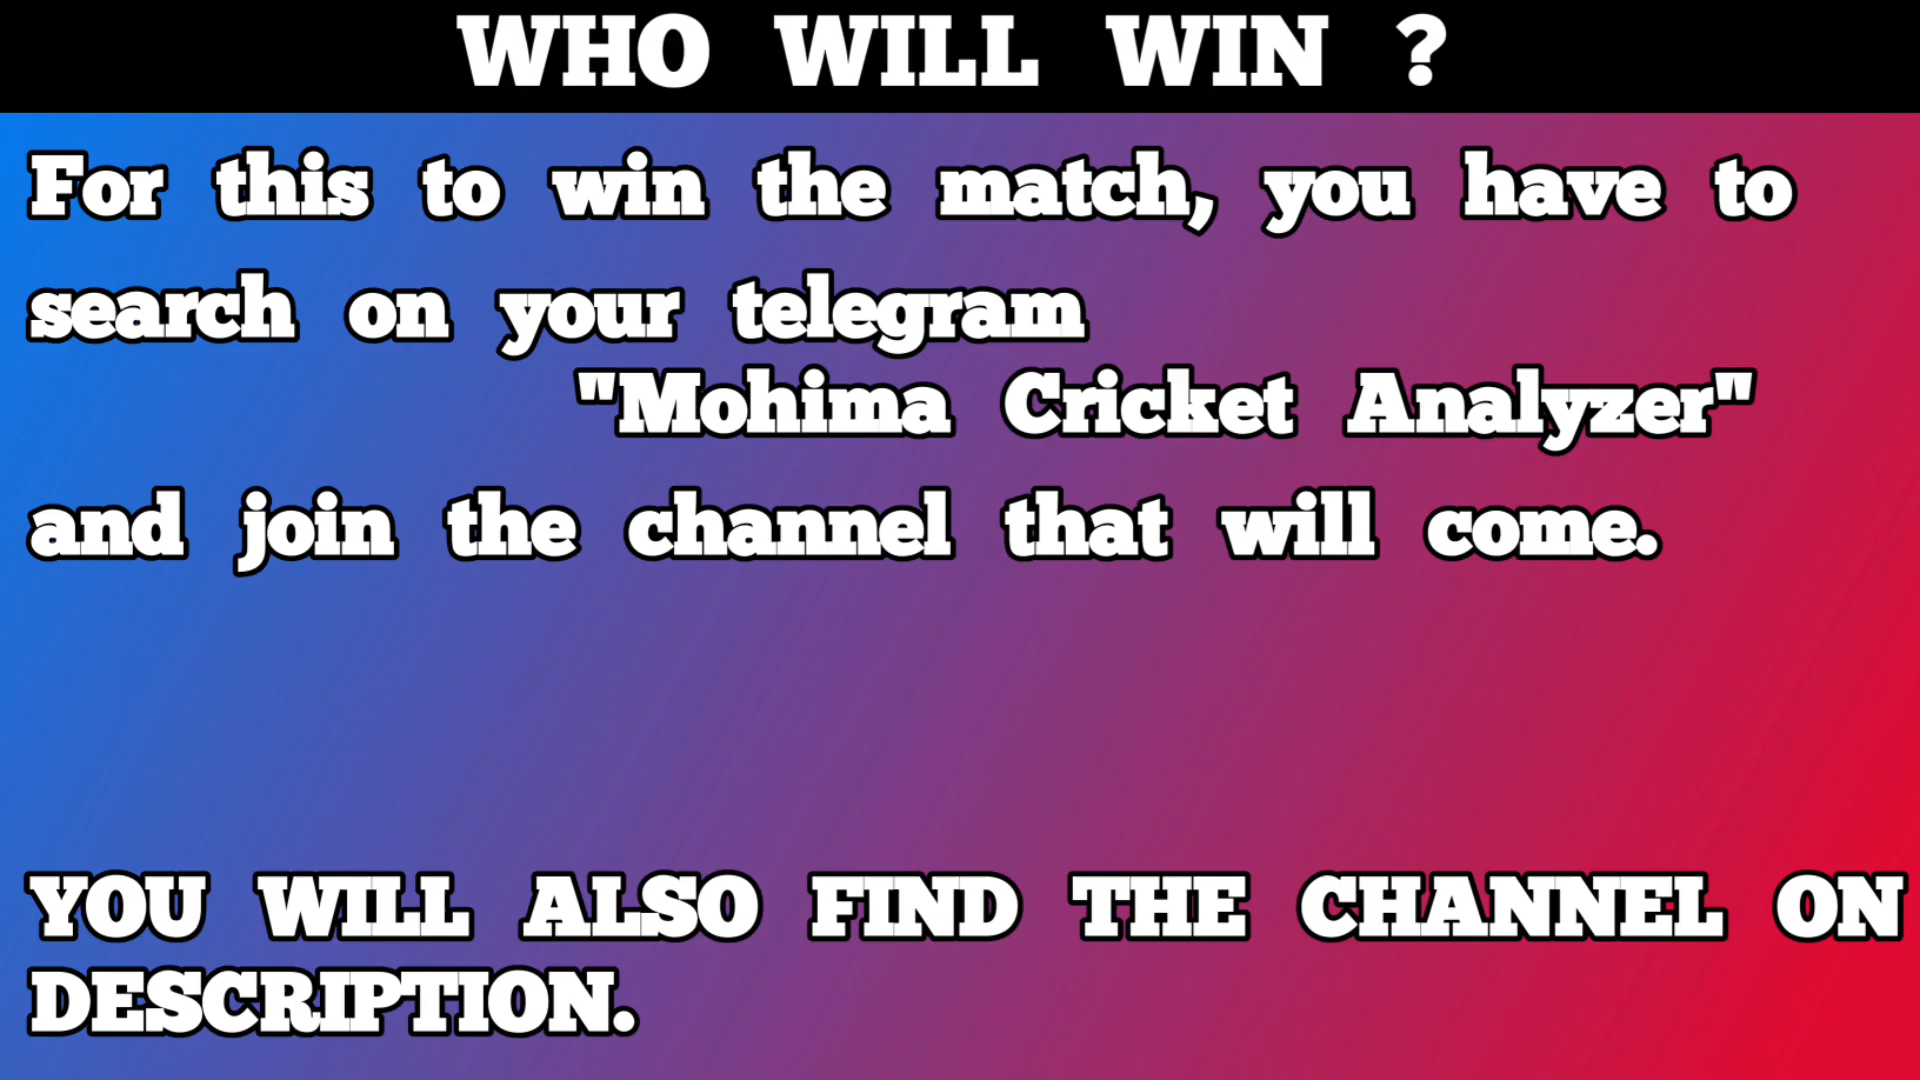 WHO WILL WIN ?
For this to win the match, you have to
search on your telegram
"Mohima Cricket Analyzer"
and join the channel that will come.
YOU WILL ALSO FIND THE CHANNEL ON
DESCRIPTION.